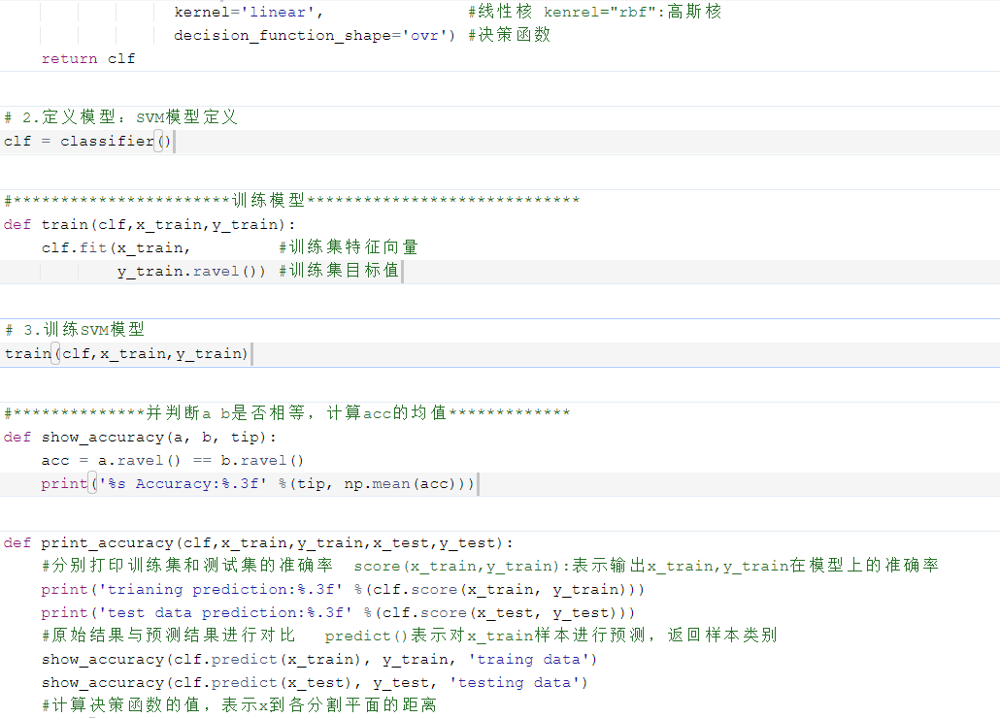 kernel='linear',               #线性核 kenrel="rbf":高斯核
decision_function_shape='ovr') #决策函数
return clf
# 2.定义模型：SVM模型定义
clf = classifier()
#***********************训练模型*****************************
def train(clf,x_train,y_train):
clf.fit(x_train,         #训练集特征向量
y_train.ravel()) #训练集目标值
# 3.训练SVM模型
train(clf,x_train,y_train)
#**************并判断a b是否相等，计算acc的均值*************
def show_accuracy(a, b, tip):
acc = a.ravel() == b.ravel()
print('%s Accuracy:%.3f' %(tip, np.mean(acc)))
def print_accuracy(clf,x_train,y_train,x_test,y_test):
#分别打印训练集和测试集的准确率  score(x_train,y_train):表示输出x_train,y_train在模型上的准确率
print('trianing prediction:%.3f' %(clf.score(x_train, y_train)))
print('test data prediction:%.3f' %(clf.score(x_test, y_test)))
#原始结果与预测结果进行对比   predict()表示对x_train样本进行预测，返回样本类别
show_accuracy(clf.predict(x_train), y_train, 'traing data')
show_accuracy(clf.predict(x_test), y_test, 'testing data')
#计算决策函数的值，表示x到各分割平面的距离